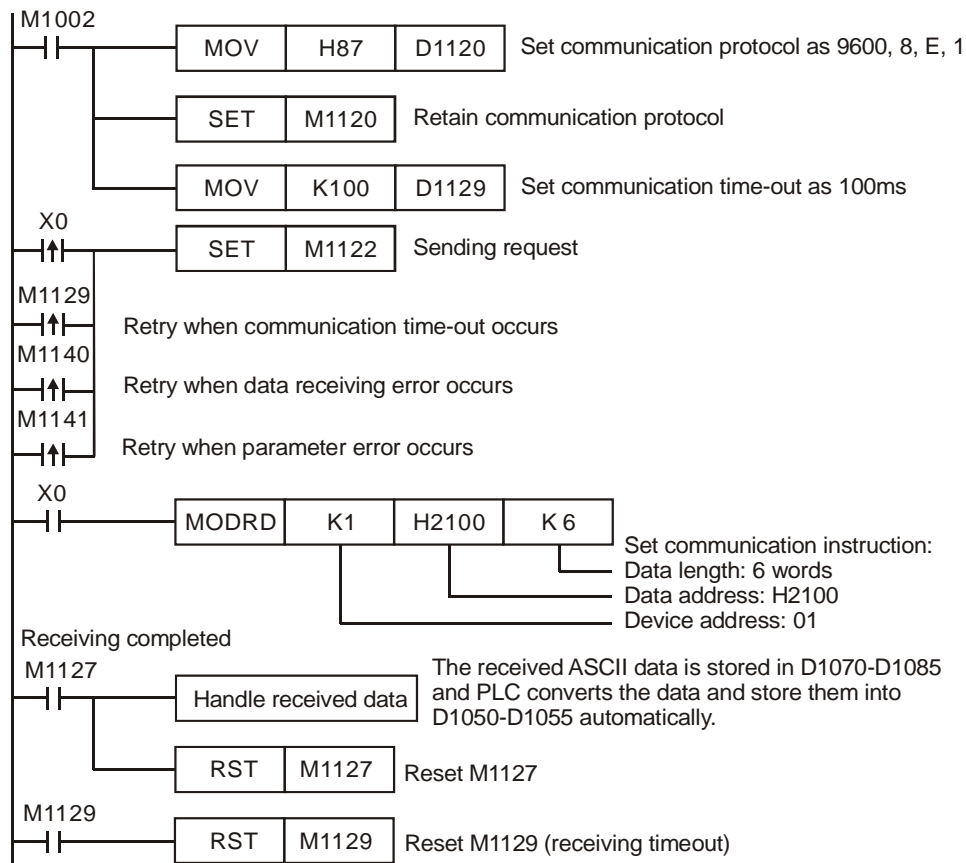 M1002
MOV H87 D1120 Set communication protocol as 9600, 8, E, 1
SET M1120 Retain communication protocol
MOV K100 D1129 Set communication time-out as 100ms
X0
SET M1122 Sending request
M1129
Retry when communication time-out occurs
M1140
Retry when data receiving error occurs
M1141
Retry when parameter error occurs
X0
MODRD K1 H2100 K 6
Set communication instruction:
Data length: 6 words
Data address: H2100
Device address: 01
Receiving completed
M1127
Handle received data
The received ASCII data is stored in D1070-D1085
and PLC converts the data and store them into
D1050-D1055 automatically.
RST M1127 Reset M1127
M1129
RST M1129 Reset M1129 (receiving timeout)